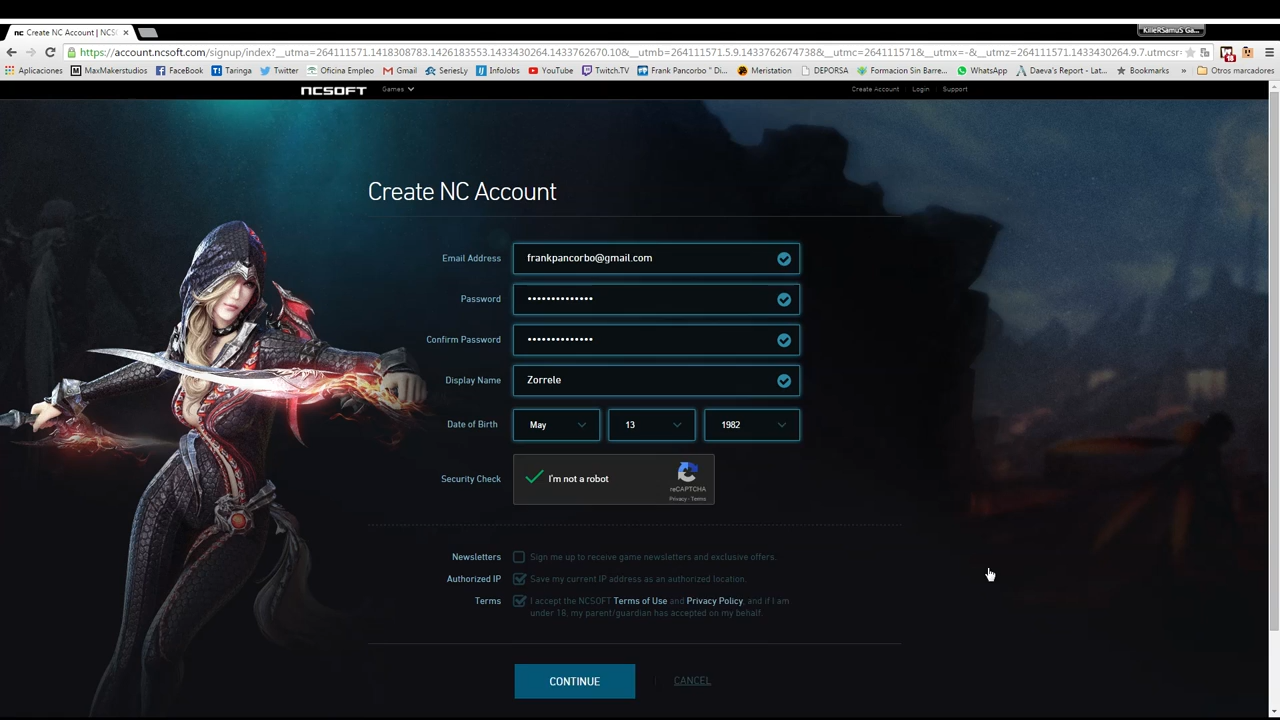 nc Create NC Account | NCS
KilleRSamuS Ga...
https://account.ncsoft.com/signup/index?__utma=264111571.1418308783.1426183553.1433430264.1433762670.10&__utmb=264111571.5.9.1433762674738&__utmc=264111571&__utmx=-&__utmz=264111571.1433430264.9.7.utmcsr
Aplicaciones MaxMakerstudios FaceBook Taringa Twitter Oficina Empleo Gmail SeriesLy InfoJobs YouTube Twitch.TV Frank Pancorbo " Di... Meristation DEPORSA Formacion Sin Barre... WhatsApp Daeva's Report - Lat... Bookmarks » Otros marcadores
NCSOFT Games Create Account Login Support
Create NC Account
Email Address frankpancorbo@gmail.com
Password ••••••••••••••
Confirm Password ••••••••••••••
Display Name Zorrele
Date of Birth May 13 1982
Security Check I'm not a robot
reCAPTCHA
Privacy - Terms
Newsletters Sign me up to receive game newsletters and exclusive offers.
Authorized IP Save my current IP address as an authorized location.
Terms I accept the NCSOFT Terms of Use and Privacy Policy, and if I am
under 18, my parent/guardian has accepted on my behalf.
CONTINUE | CANCEL